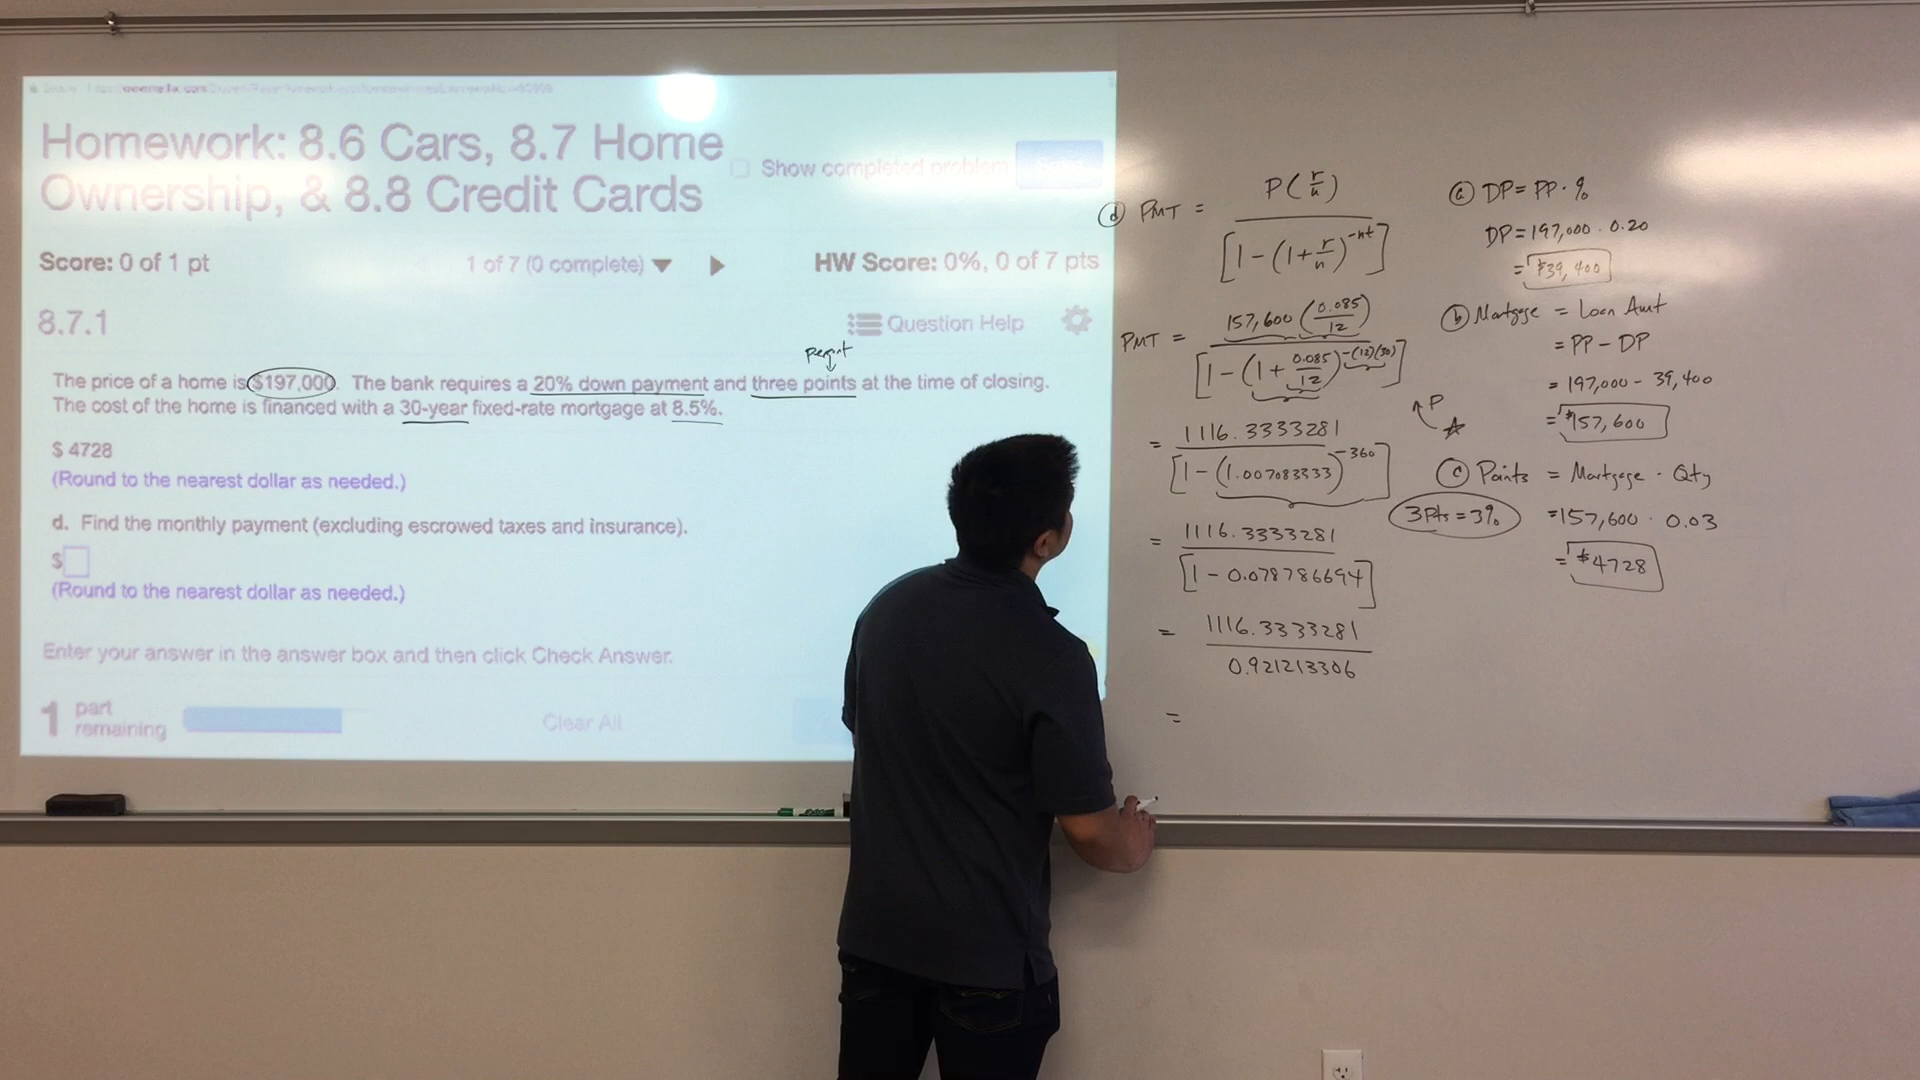 Homework: 8.6 Cars, 8.7 Home
Ownership, & 8.8 Credit Cards
Show completed problem
Score: 0 of 1 pt
1 of 7 (0 complete)
HW Score: 0%, 0 of 7 pts
8.7.1
Question Help
percent
The price of a home is $197,000. The bank requires a 20% down payment and three points at the time of closing.
The cost of the home is financed with a 30-year fixed-rate mortgage at 8.5%.
$ 4728
(Round to the nearest dollar as needed.)
d. Find the monthly payment (excluding escrowed taxes and insurance).
$
(Round to the nearest dollar as needed.)
Enter your answer in the answer box and then click Check Answer.
1 part
remaining
Clear All
d PMT = P(r/n)
[1-(1+r/n)^-nt]
PMT = 157,600(0.085/12)
[1-(1+0.085/12)^-(12)(30)]
= 1116.3333281
[1-(1.007083333)^-360]
= 1116.3333281
[1-0.078786694]
= 1116.3333281
0.921213306
=
a DP = PP · %
DP = 197,000 · 0.20
= $39,400
b Mortgage = Loan Amt
= PP - DP
= 197,000 - 39,400
= $157,600
P
c Points = Mortgage · Qty
3Pts = 3%
= 157,600 · 0.03
= $4728